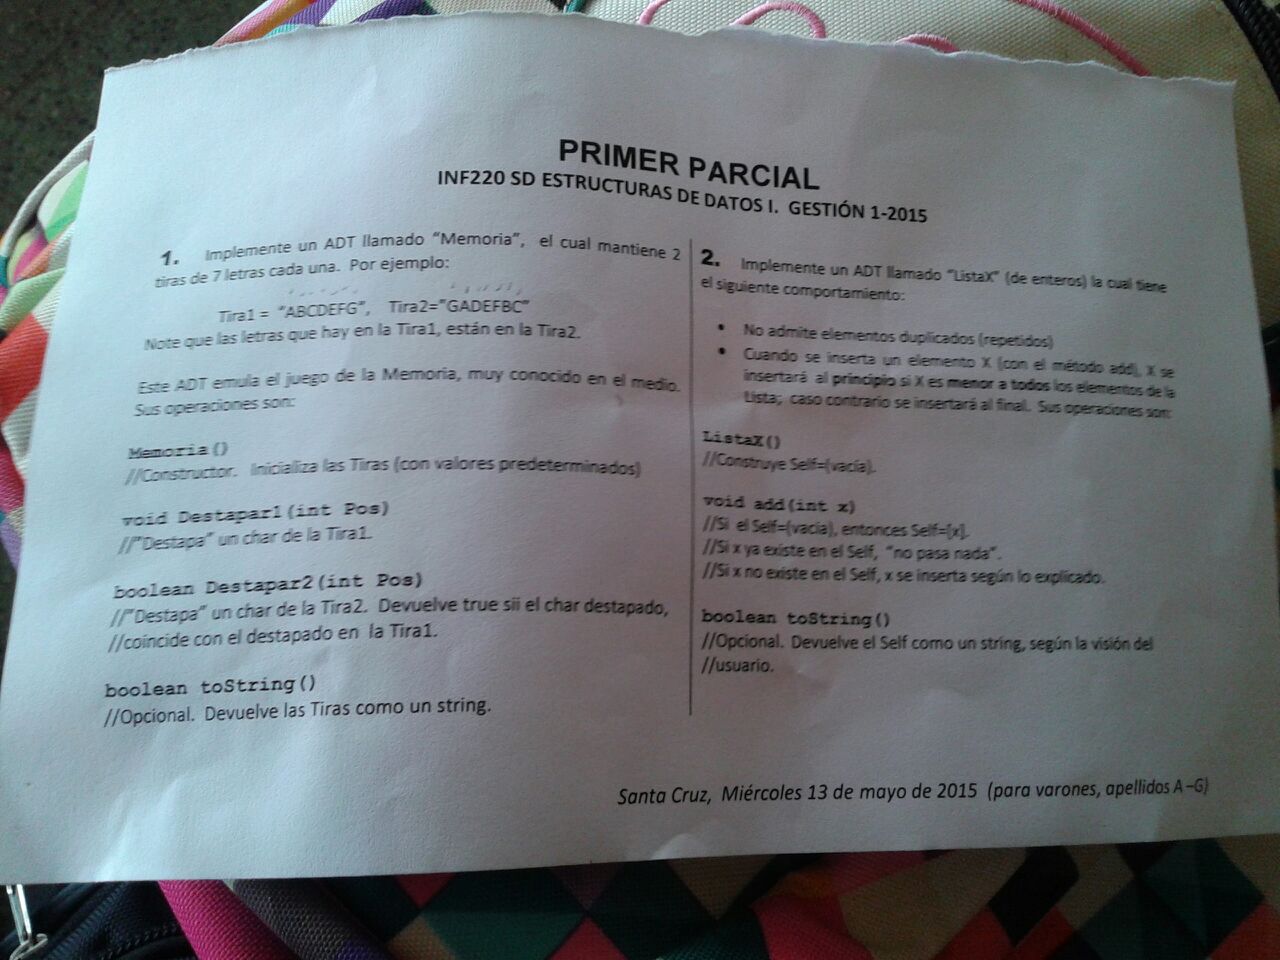 PRIMER PARCIAL
INF220 SD ESTRUCTURAS DE DATOS I. GESTIÓN 1-2015
1. Implemente un ADT llamado "Memoria", el cual mantiene 2
tiras de 7 letras cada una. Por ejemplo:
Tira1 = "ABCDEFG", Tira2="GADEFBC"
Note que las letras que hay en la Tira1, están en la Tira2.
Este ADT emula el juego de la Memoria, muy conocido en el medio.
Sus operaciones son:
Memoria()
//Constructor. Inicializa las Tiras (con valores predeterminados)
void Destapar1(int Pos)
//"Destapa" un char de la Tira1.
boolean Destapar2(int Pos)
//"Destapa" un char de la Tira2. Devuelve true sii el char destapado,
//coincide con el destapado en la Tira1.
boolean toString()
//Opcional. Devuelve las Tiras como un string.
2. Implemente un ADT llamado "ListaX" (de enteros) la cual tiene
el siguiente comportamiento:
• No admite elementos duplicados (repetidos)
• Cuando se inserta un elemento X (con el método add), X se
insertará al principio si X es menor a todos los elementos de la
Lista; caso contrario se insertará al final. Sus operaciones son:
ListaX()
//Construye Self=(vacía).
void add(int x)
//Si el Self=(vacía), entonces Self=[x].
//Si x ya existe en el Self, "no pasa nada".
//Si x no existe en el Self, x se inserta según lo explicado.
boolean toString()
//Opcional. Devuelve el Self como un string, según la visión del
//usuario.
Santa Cruz, Miércoles 13 de mayo de 2015 (para varones, apellidos A –G)